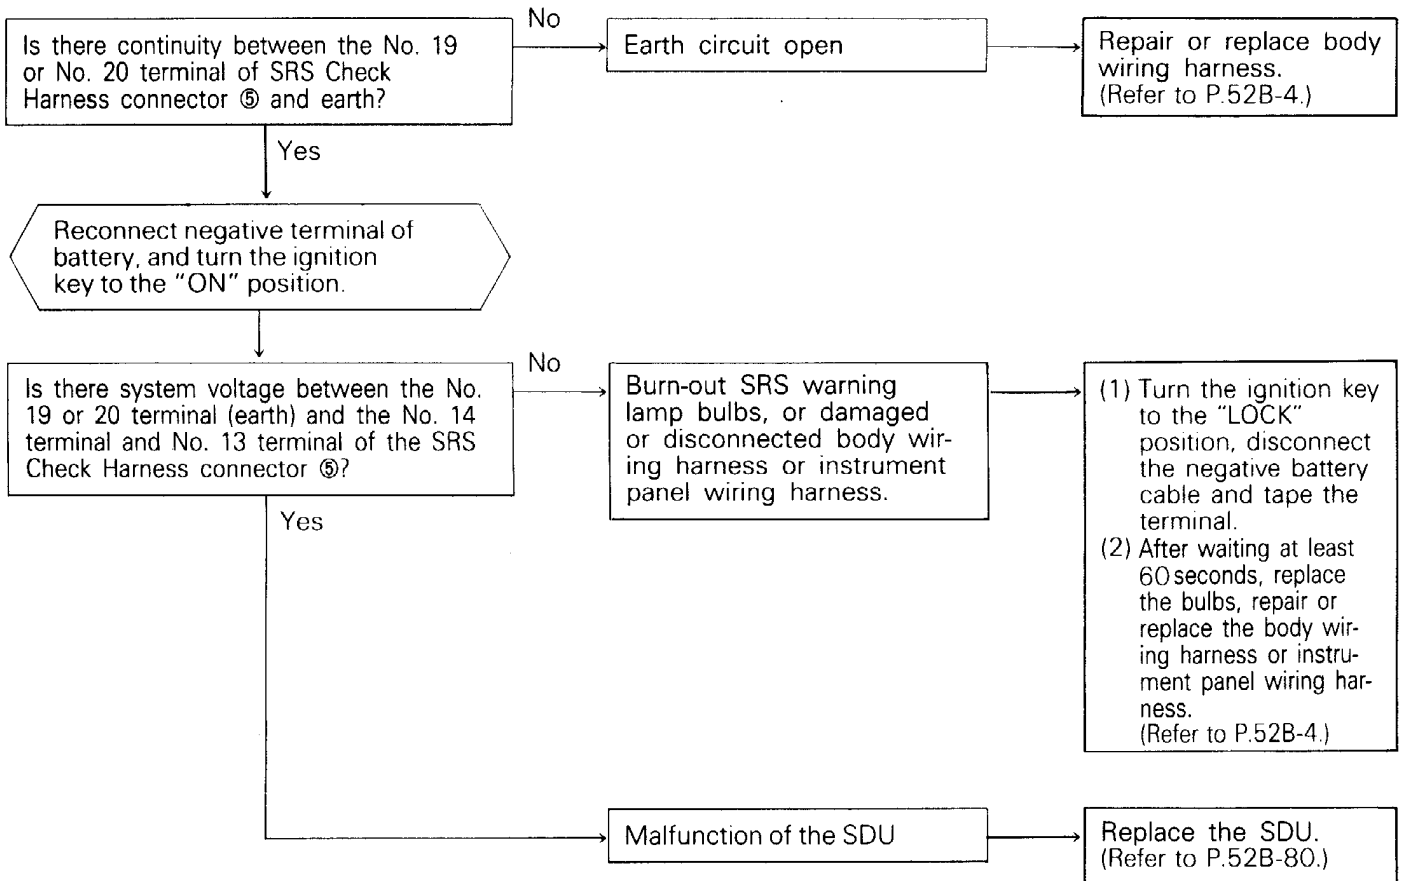 Is there continuity between the No. 19
or No. 20 terminal of SRS Check
Harness connector ⑤ and earth?
No
Earth circuit open
Repair or replace body
wiring harness.
(Refer to P.52B-4.)
Yes
Reconnect negative terminal of
battery, and turn the ignition
key to the "ON" position.
Is there system voltage between the No.
19 or 20 terminal (earth) and the No. 14
terminal and No. 13 terminal of the SRS
Check Harness connector ⑤?
No
Burn-out SRS warning
lamp bulbs, or damaged
or disconnected body wir-
ing harness or instrument
panel wiring harness.
(1) Turn the ignition key
to the "LOCK"
position, disconnect
the negative battery
cable and tape the
terminal.
(2) After waiting at least
60 seconds, replace
the bulbs, repair or
replace the body wir-
ing harness or instru-
ment panel wiring har-
ness.
(Refer to P.52B-4.)
Yes
Malfunction of the SDU
Replace the SDU.
(Refer to P.52B-80.)